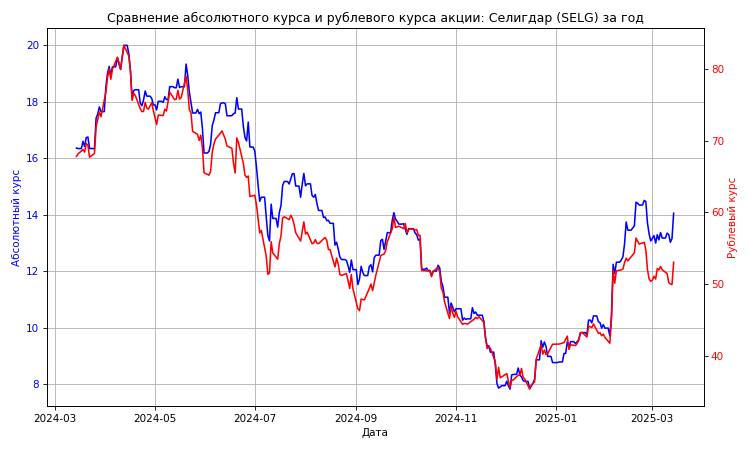 Сравнение абсолютного курса и рублевого курса акции: Селигдар (SELG) за год
Абсолютный курс
20
18
16
14
12
10
8
80
70
60
50
40
Рублевый курс
2024-03 2024-05 2024-07 2024-09 2024-11 2025-01 2025-03
Дата